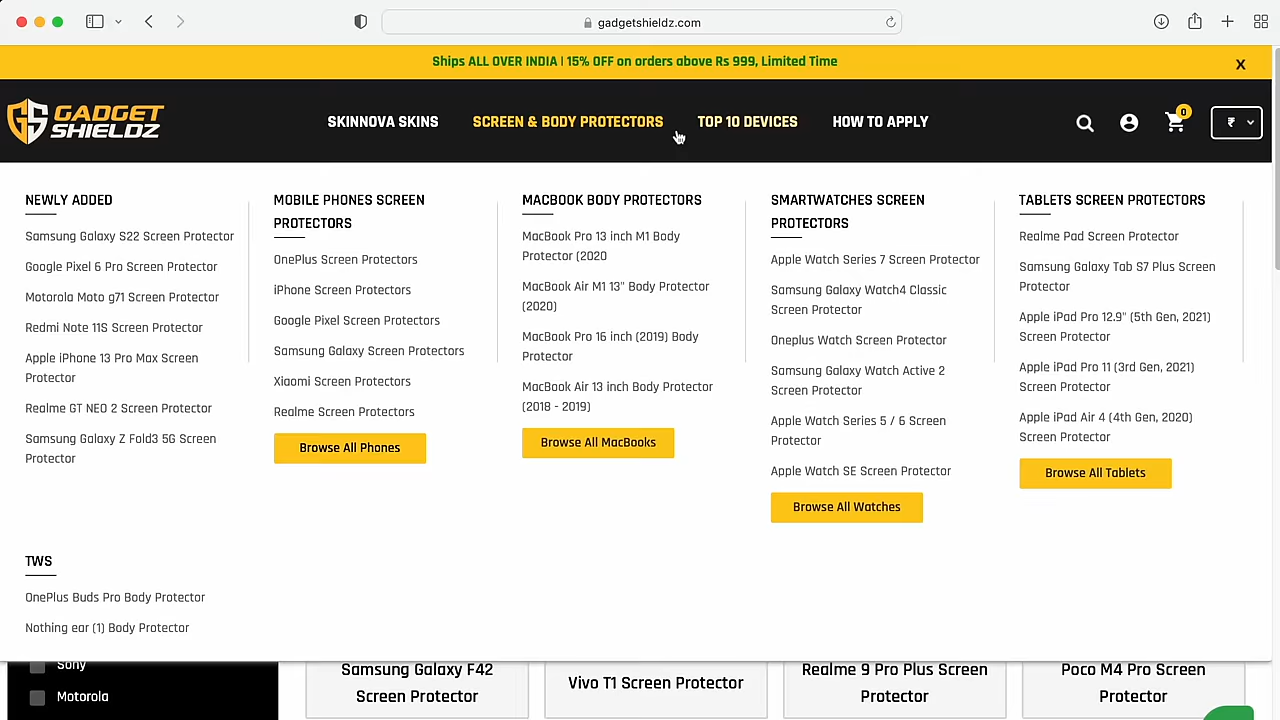 gadgetshieldz.com
Ships ALL OVER INDIA | 15% OFF on orders above Rs 999, Limited Time
X
GADGET
SHIELDZ
SKINNOVA SKINS
SCREEN & BODY PROTECTORS
TOP 10 DEVICES
HOW TO APPLY
0
₹
NEWLY ADDED
Samsung Galaxy S22 Screen Protector
Google Pixel 6 Pro Screen Protector
Motorola Moto g71 Screen Protector
Redmi Note 11S Screen Protector
Apple iPhone 13 Pro Max Screen
Protector
Realme GT NEO 2 Screen Protector
Samsung Galaxy Z Fold3 5G Screen
Protector
MOBILE PHONES SCREEN
PROTECTORS
OnePlus Screen Protectors
iPhone Screen Protectors
Google Pixel Screen Protectors
Samsung Galaxy Screen Protectors
Xiaomi Screen Protectors
Realme Screen Protectors
Browse All Phones
MACBOOK BODY PROTECTORS
MacBook Pro 13 inch M1 Body
Protector (2020
MacBook Air M1 13" Body Protector
(2020)
MacBook Pro 16 inch (2019) Body
Protector
MacBook Air 13 inch Body Protector
(2018 - 2019)
Browse All MacBooks
SMARTWATCHES SCREEN
PROTECTORS
Apple Watch Series 7 Screen Protector
Samsung Galaxy Watch4 Classic
Screen Protector
Oneplus Watch Screen Protector
Samsung Galaxy Watch Active 2
Screen Protector
Apple Watch Series 5 / 6 Screen
Protector
Apple Watch SE Screen Protector
Browse All Watches
TABLETS SCREEN PROTECTORS
Realme Pad Screen Protector
Samsung Galaxy Tab S7 Plus Screen
Protector
Apple iPad Pro 12.9" (5th Gen, 2021)
Screen Protector
Apple iPad Pro 11 (3rd Gen, 2021)
Screen Protector
Apple iPad Air 4 (4th Gen, 2020)
Screen Protector
Browse All Tablets
TWS
OnePlus Buds Pro Body Protector
Nothing ear (1) Body Protector
Sony
Motorola
Samsung Galaxy F42
Screen Protector
Vivo T1 Screen Protector
Realme 9 Pro Plus Screen
Protector
Poco M4 Pro Screen
Protector